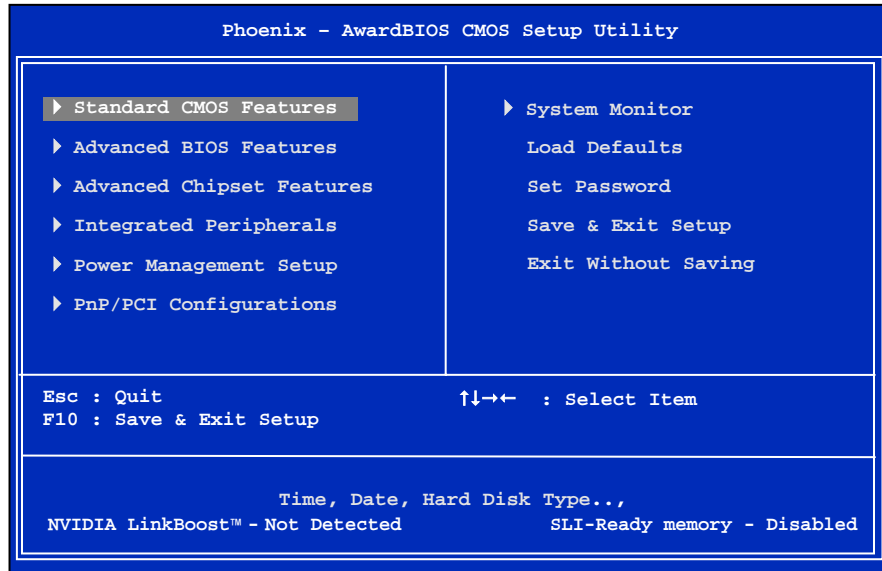 Phoenix – AwardBIOS CMOS Setup Utility
Standard CMOS Features
Advanced BIOS Features
Advanced Chipset Features
Integrated Peripherals
Power Management Setup
PnP/PCI Configurations
System Monitor
Load Defaults
Set Password
Save & Exit Setup
Exit Without Saving
Esc : Quit
F10 : Save & Exit Setup
↑↓→← : Select Item
Time, Date, Hard Disk Type..,
NVIDIA LinkBoost™ - Not Detected
SLI-Ready memory - Disabled